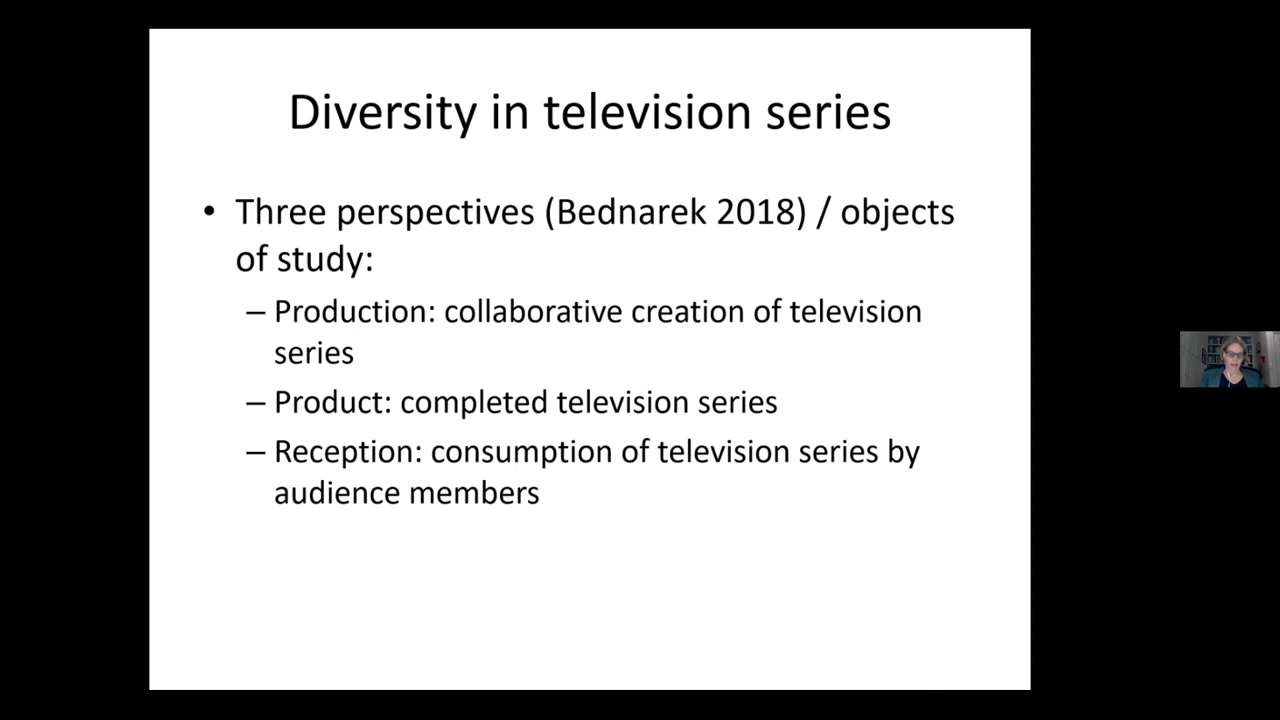 Diversity in television series
• Three perspectives (Bednarek 2018) / objects
of study:
– Production: collaborative creation of television
series
– Product: completed television series
– Reception: consumption of television series by
audience members